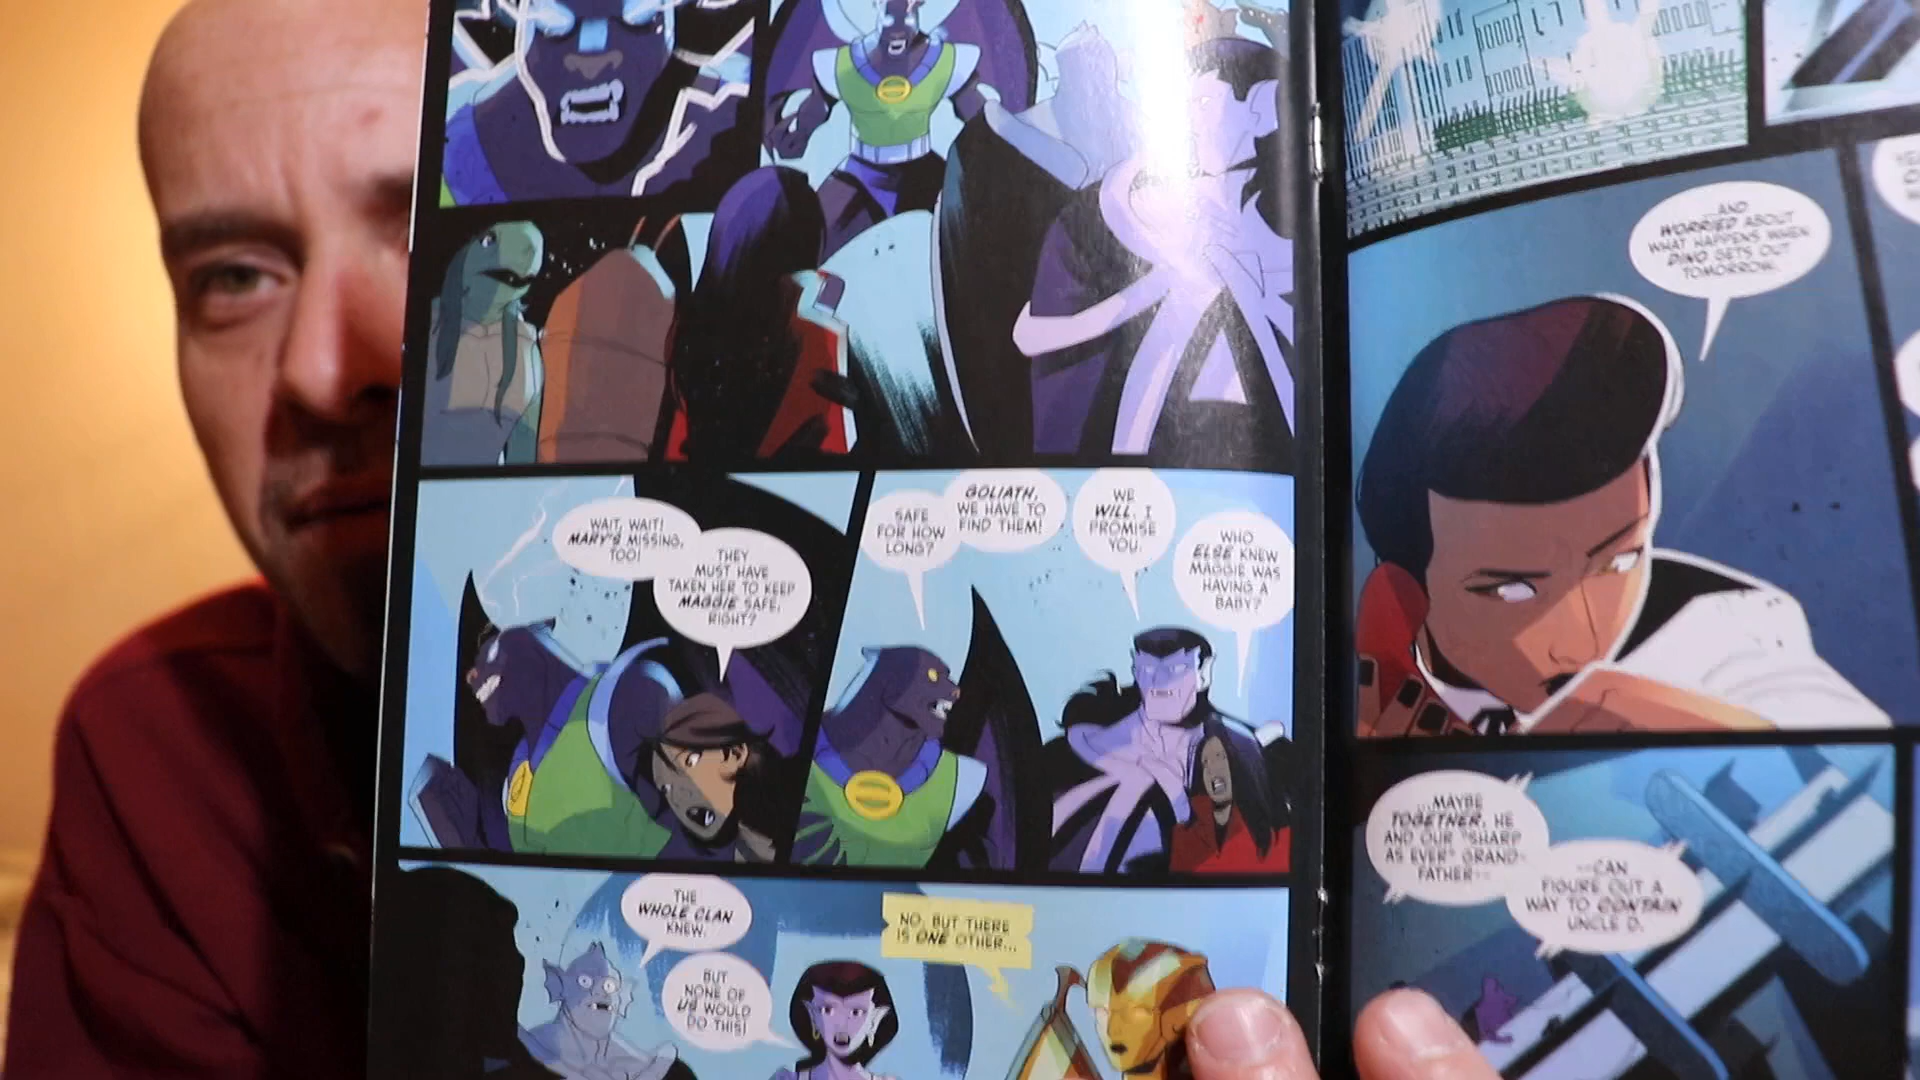 WAIT, WAIT!
MARY'S MISSING,
TOO!
THEY
MUST HAVE
TAKEN HER TO KEEP
MAGGIE SAFE,
RIGHT?
SAFE
FOR HOW
LONG?
GOLIATH,
WE HAVE TO
FIND THEM!
WE
WILL. I
PROMISE
YOU.
WHO
ELSE KNEW
MAGGIE WAS
HAVING A
BABY?
THE
WHOLE CLAN
KNEW.
BUT
NONE OF
US WOULD
DO THIS!
NO, BUT THERE
IS ONE OTHER...
...AND
WORRIED ABOUT
WHAT HAPPENS WHEN
DINO GETS OUT
TOMORROW.
...MAYBE
TOGETHER, HE
AND OUR "SHARP
AS EVER" GRAND-
FATHER--
--CAN
FIGURE OUT A
WAY TO CONTAIN
UNCLE D.